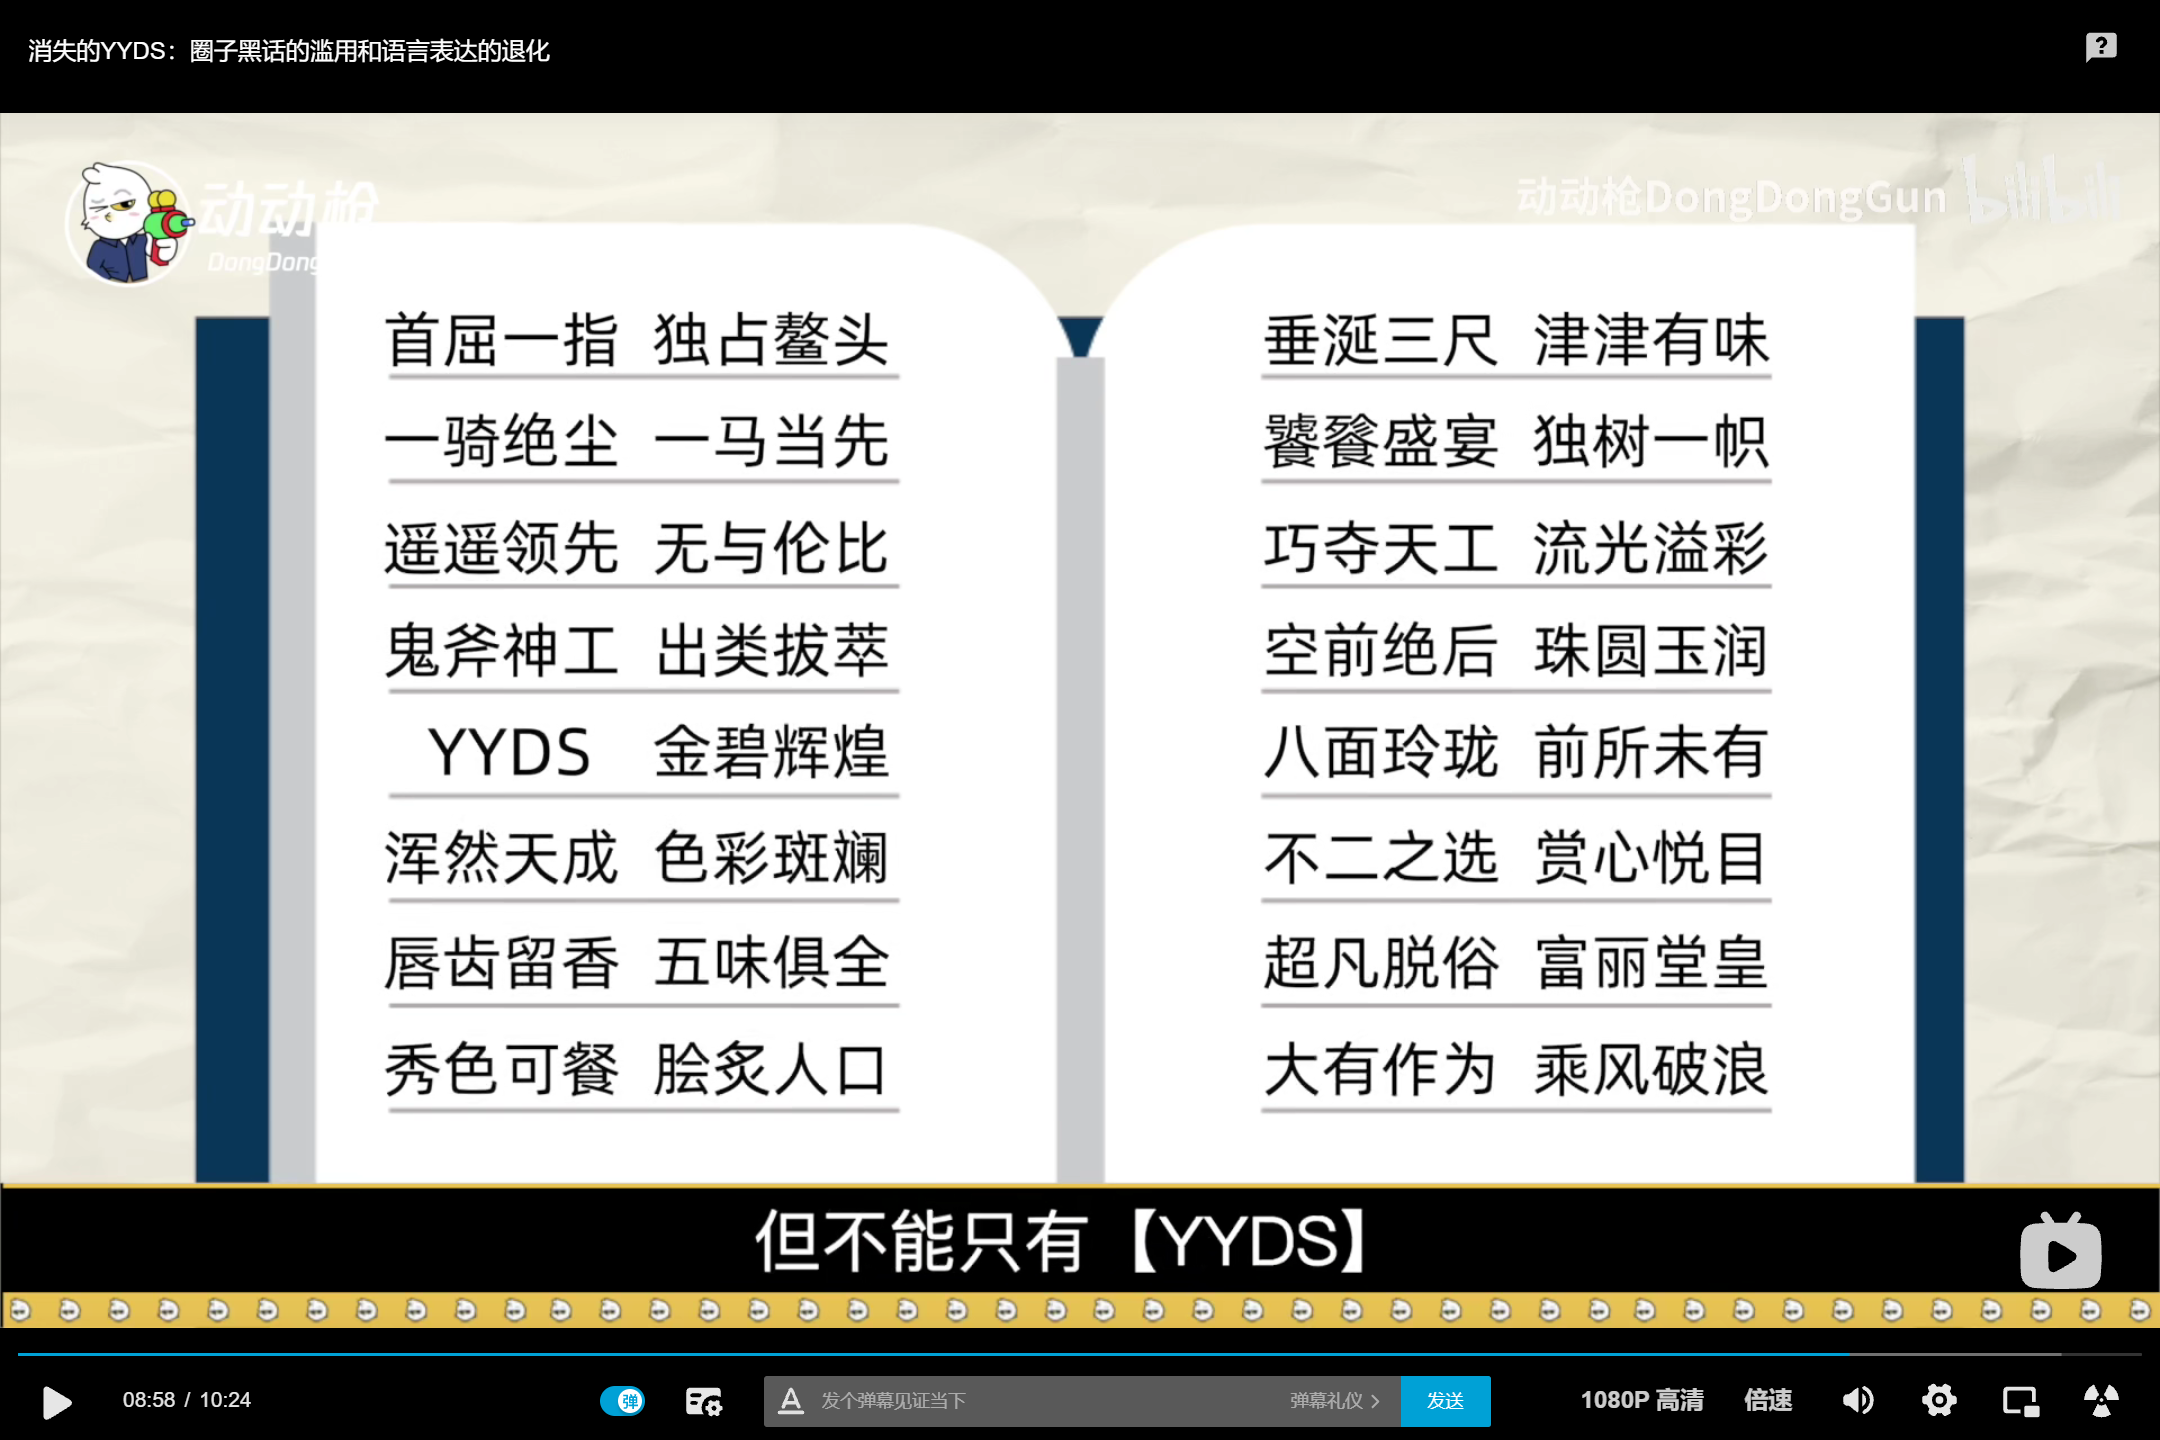 消失的YYDS：圈子黑话的滥用和语言表达的退化
动动枪
DongDong
动动枪DongDongGun bilibili
首屈一指 独占鳌头
一骑绝尘 一马当先
遥遥领先 无与伦比
鬼斧神工 出类拔萃
YYDS 金碧辉煌
浑然天成 色彩斑斓
唇齿留香 五味俱全
秀色可餐 脍炙人口
垂涎三尺 津津有味
饕餮盛宴 独树一帜
巧夺天工 流光溢彩
空前绝后 珠圆玉润
八面玲珑 前所未有
不二之选 赏心悦目
超凡脱俗 富丽堂皇
大有作为 乘风破浪
但不能只有【YYDS】
08:58 / 10:24
弹
发个弹幕见证当下
弹幕礼仪
发送
1080P 高清
倍速